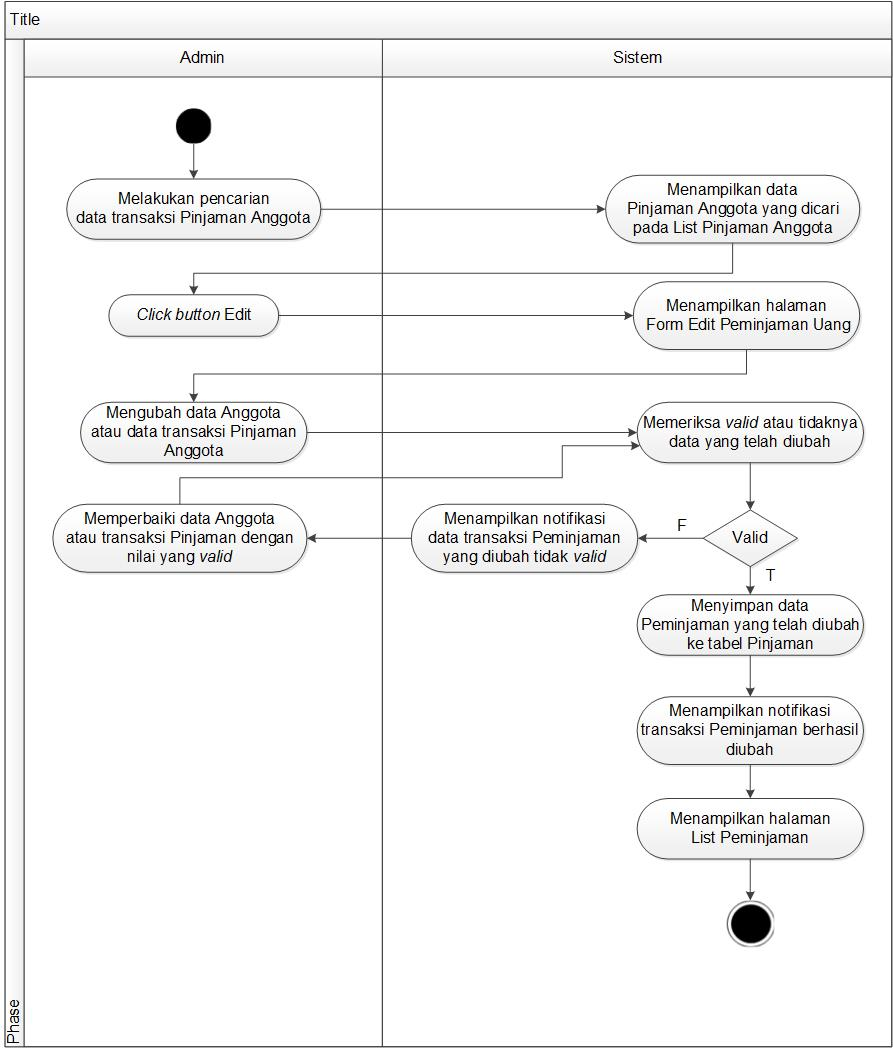 Title
Admin
Sistem
Melakukan pencarian
data transaksi Pinjaman Anggota
Menampilkan data
Pinjaman Anggota yang dicari
pada List Pinjaman Anggota
Click button Edit
Menampilkan halaman
Form Edit Peminjaman Uang
Mengubah data Anggota
atau data transaksi Pinjaman
Anggota
Memeriksa valid atau tidaknya
data yang telah diubah
Memperbaiki data Anggota
atau transaksi Pinjaman dengan
nilai yang valid
Menampilkan notifikasi
data transaksi Peminjaman
yang diubah tidak valid
F
Valid
T
Menyimpan data
Peminjaman yang telah diubah
ke tabel Pinjaman
Menampilkan notifikasi
transaksi Peminjaman berhasil
diubah
Menampilkan halaman
List Peminjaman
Phase